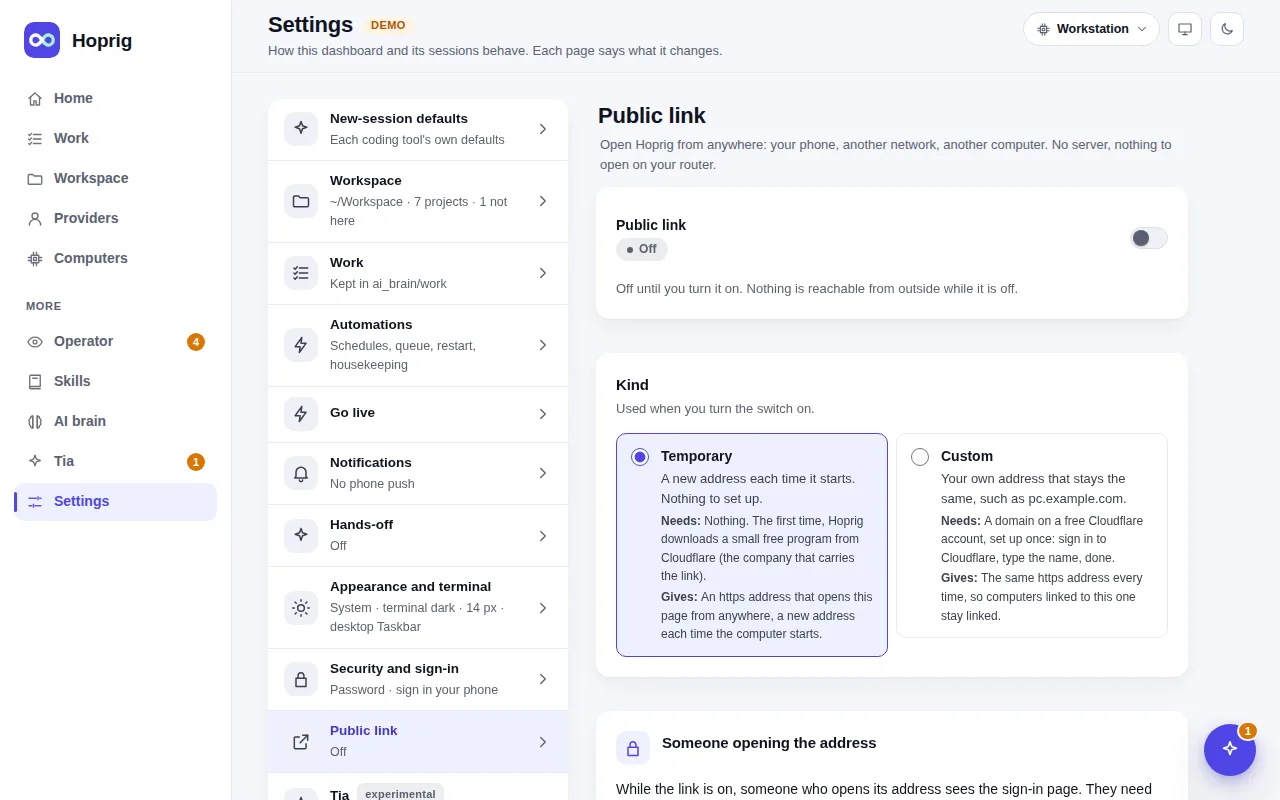 Hoprig
Home
Work
Workspace
Providers
Computers
MORE
Operator 4
Skills
AI brain
Tia 1
Settings
Settings DEMO
How this dashboard and its sessions behave. Each page says what it changes.
Workstation
New-session defaults
Each coding tool's own defaults
Workspace
~/Workspace · 7 projects · 1 not
here
Work
Kept in ai_brain/work
Automations
Schedules, queue, restart,
housekeeping
Go live
Notifications
No phone push
Hands-off
Off
Appearance and terminal
System · terminal dark · 14 px ·
desktop Taskbar
Security and sign-in
Password · sign in your phone
Public link
Off
Tia experimental
Public link
Open Hoprig from anywhere: your phone, another network, another computer. No server, nothing to
open on your router.
Public link
Off
Off until you turn it on. Nothing is reachable from outside while it is off.
Kind
Used when you turn the switch on.
Temporary
A new address each time it starts.
Nothing to set up.
Needs: Nothing. The first time, Hoprig
downloads a small free program from
Cloudflare (the company that carries
the link).
Gives: An https address that opens this
page from anywhere, a new address
each time the computer starts.
Custom
Your own address that stays the
same, such as pc.example.com.
Needs: A domain on a free Cloudflare
account, set up once: sign in to
Cloudflare, type the name, done.
Gives: The same https address every
time, so computers linked to this one
stay linked.
Someone opening the address
While the link is on, someone who opens its address sees the sign-in page. They need
1